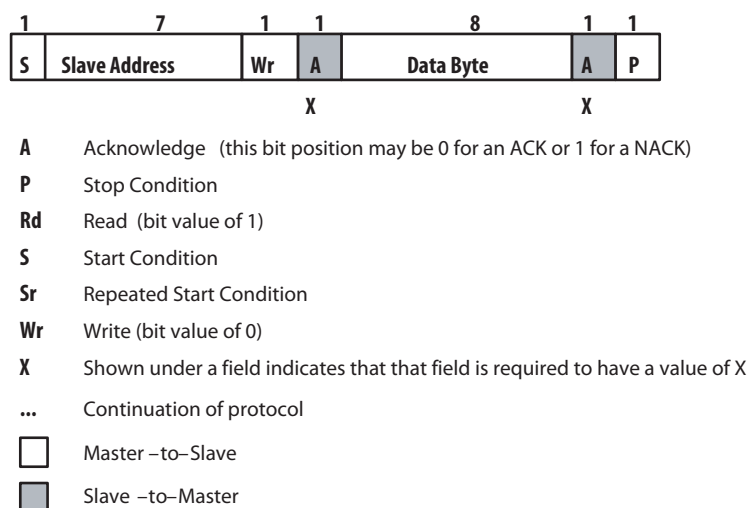 1 7 1 1 8 1 1
S Slave Address Wr A Data Byte A P
X X
A Acknowledge (this bit position may be 0 for an ACK or 1 for a NACK)
P Stop Condition
Rd Read (bit value of 1)
S Start Condition
Sr Repeated Start Condition
Wr Write (bit value of 0)
X Shown under a field indicates that that field is required to have a value of X
... Continuation of protocol
Master –to–Slave
Slave –to–Master